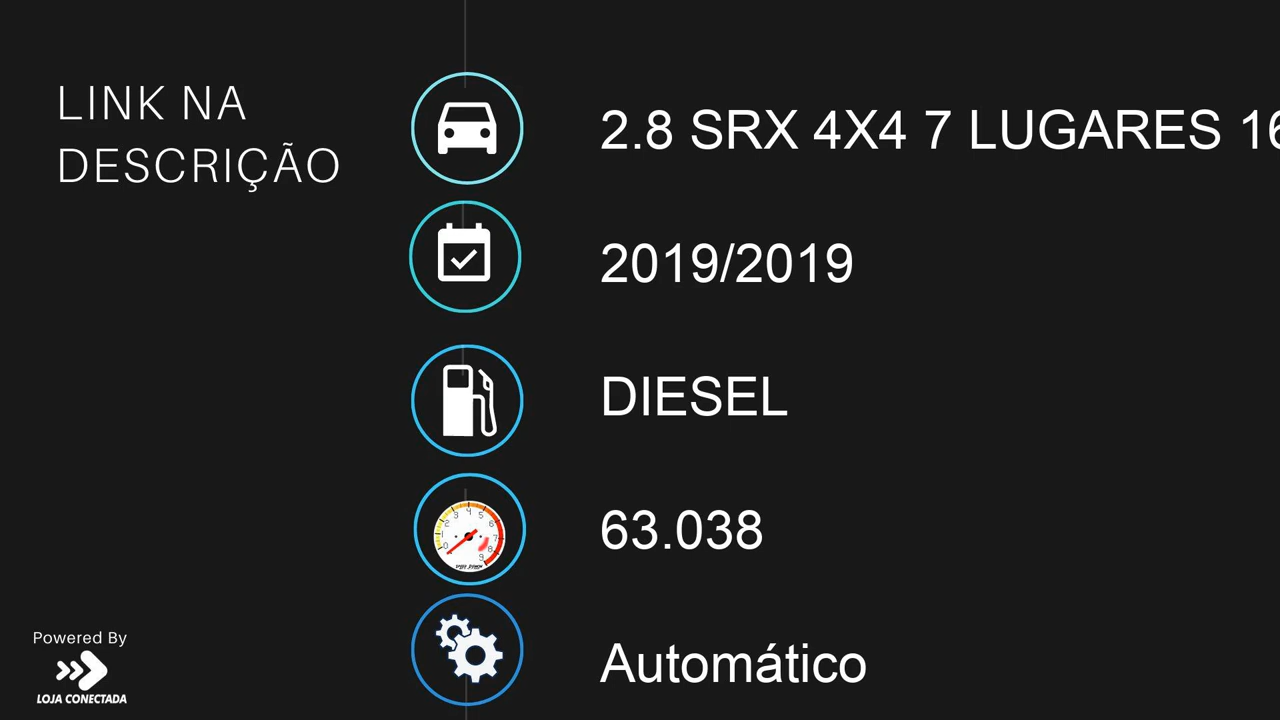 LINK NA
DESCRIÇÃO
2.8 SRX 4X4 7 LUGARES 16
2019/2019
DIESEL
63.038
Automático
Powered By
LOJA CONECTADA